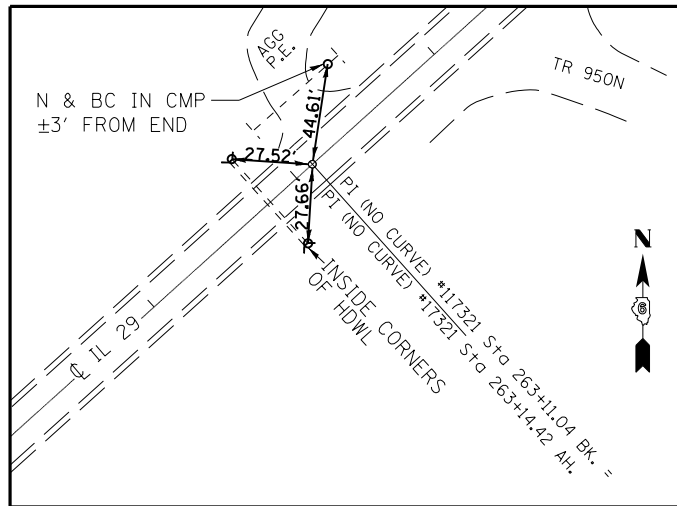 AGG
P.E.
TR 950N
N & BC IN CMP
±3' FROM END
44.61'
27.52'
27.66'
PI (NO CURVE) #117321 Sta 263+11.04 BK. =
PI (NO CURVE) #17321 Sta 263+14.42 AH.
INSIDE CORNERS
OF HDWL
℄ IL 29
N